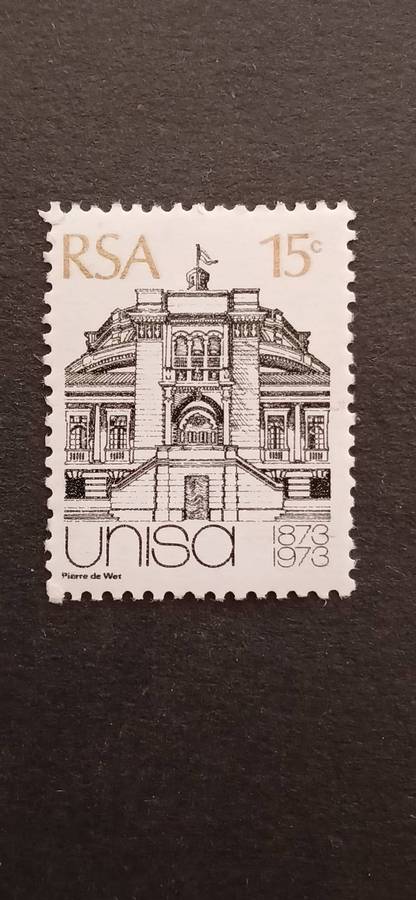 RSA 15c
unisa 1873
1973
Pierre de Wet